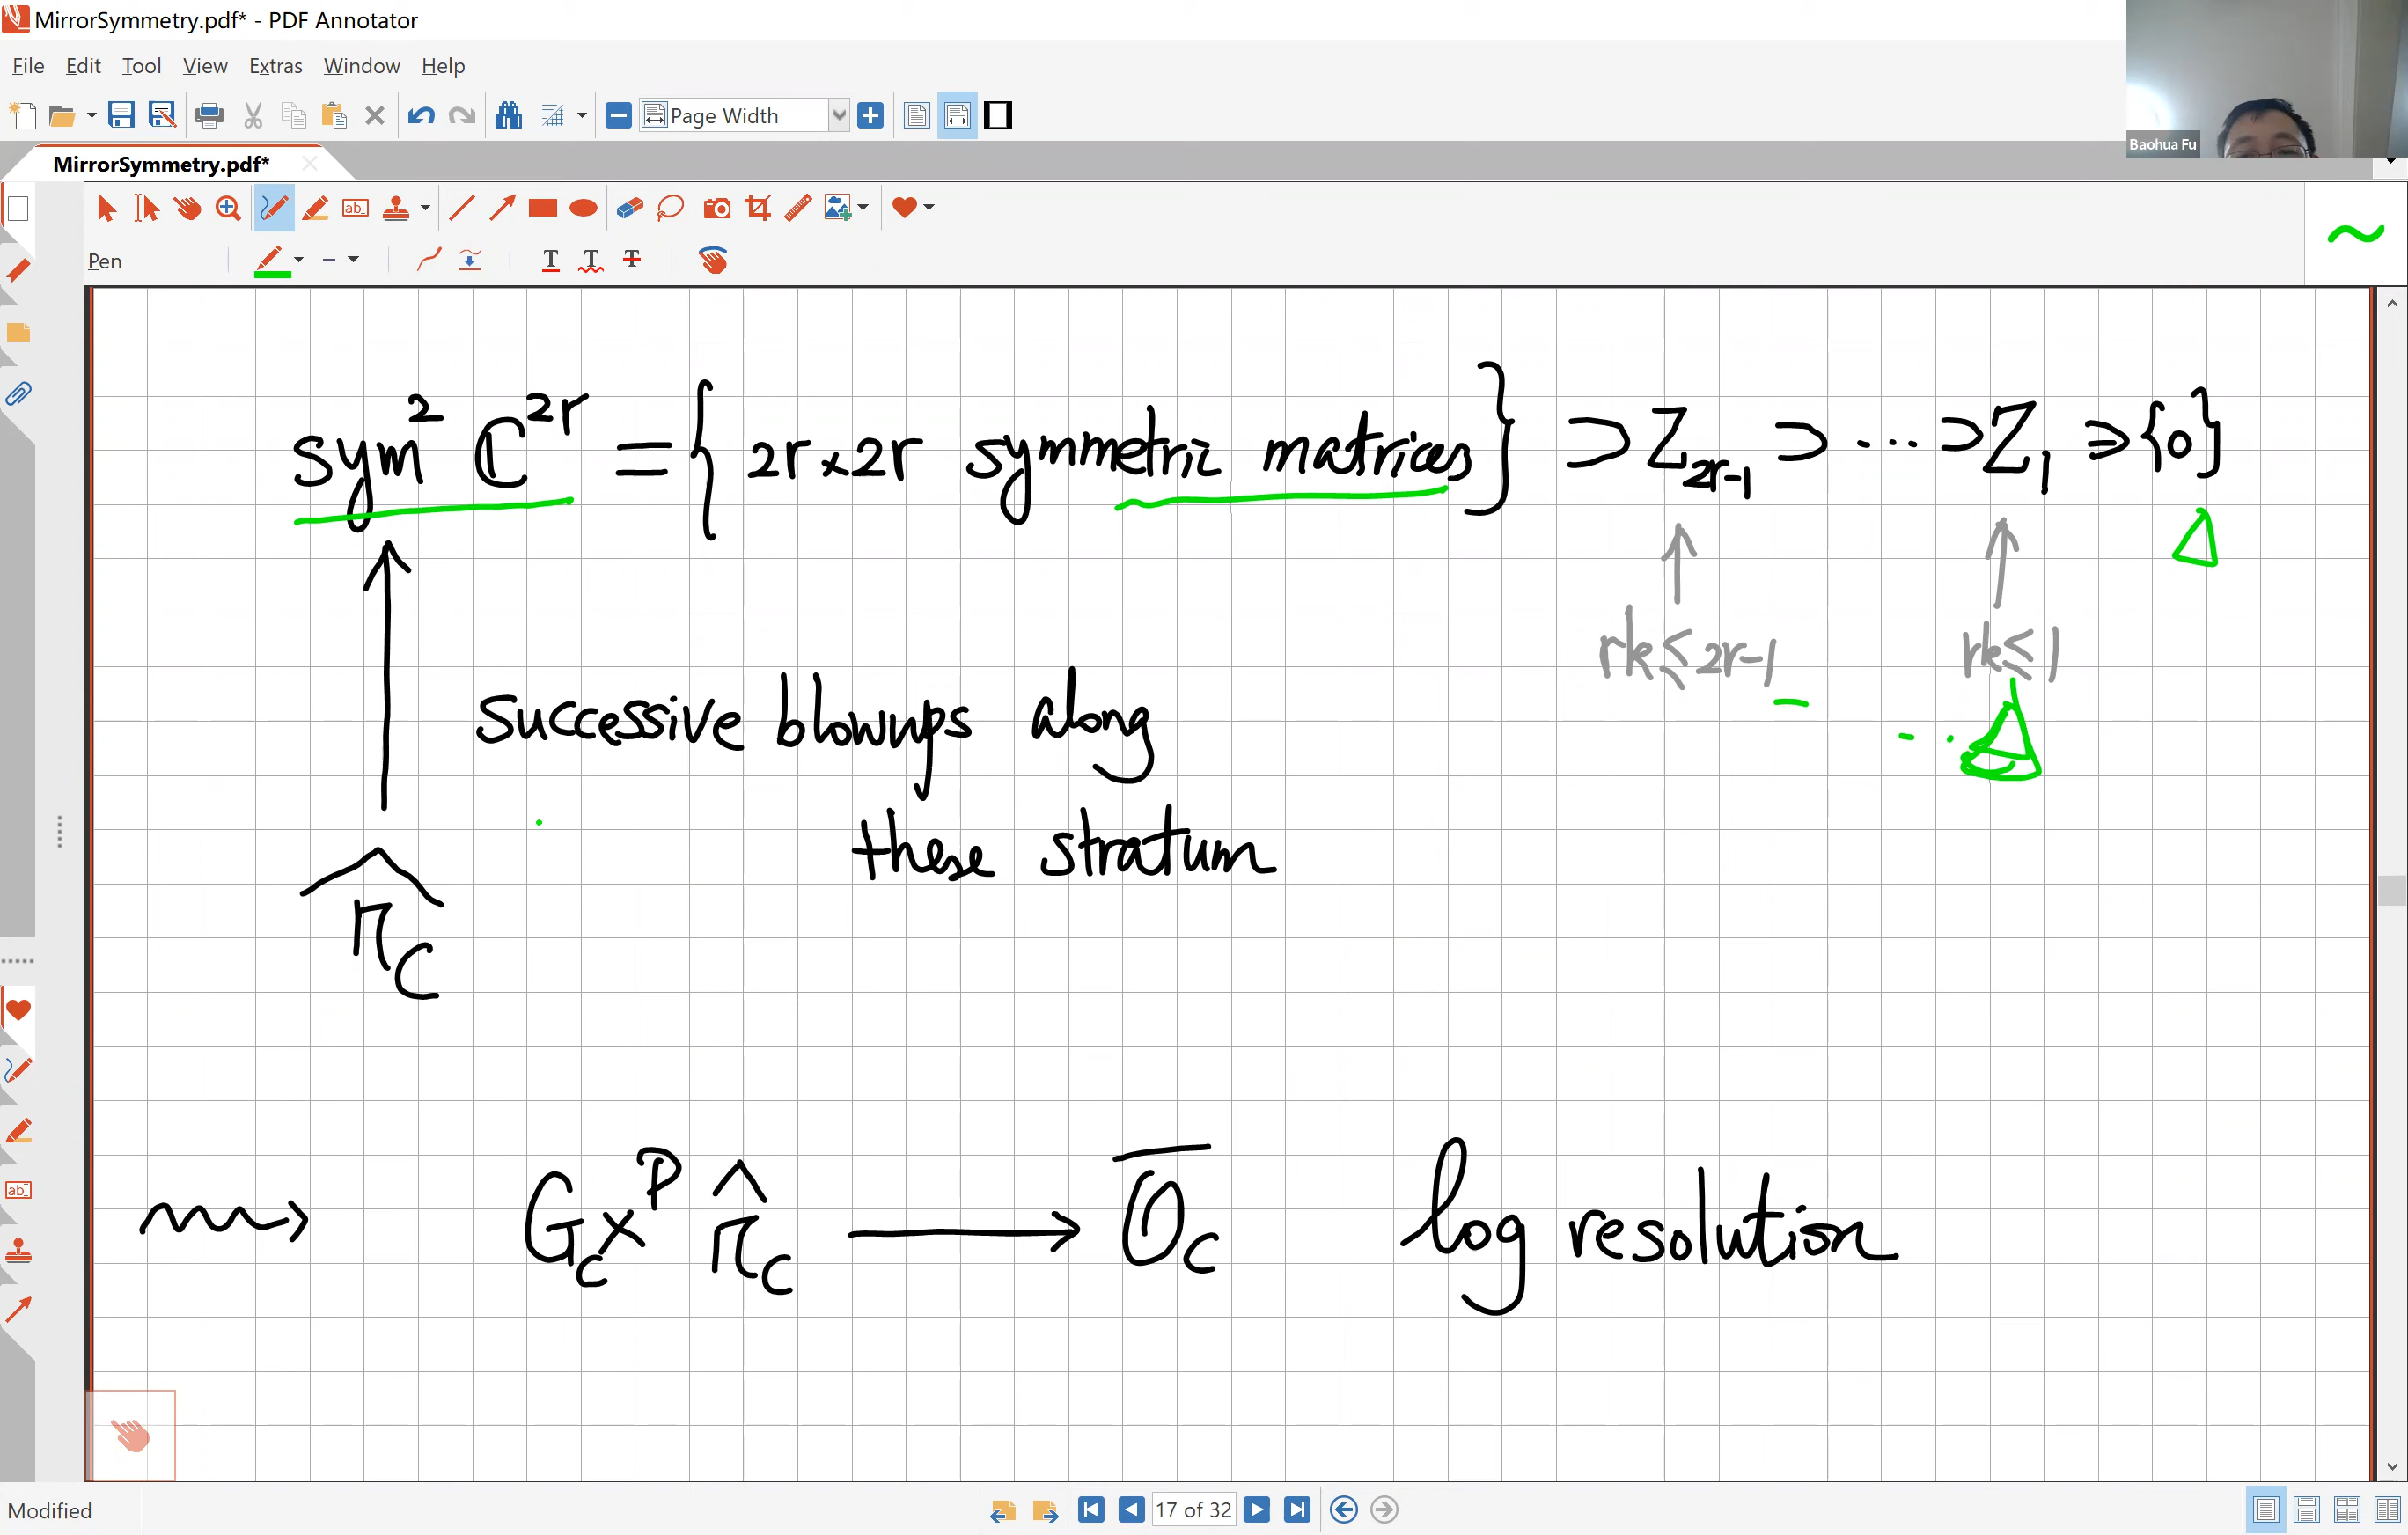 MirrorSymmetry.pdf* - PDF Annotator
File Edit Tool View Extras Window Help
Page Width
Baohua Fu
MirrorSymmetry.pdf*
Pen
sym² ℂ²ʳ = { 2r×2r symmetric matrices } ⊃ Z₂ᵣ₋₁ ⊃ ... ⊃ Z₁ ⊃ {0}
rk ≤ 2r-1 rk ≤ 1
successive blowups along
these stratum
n̂_C
G_C ×ᴾ n̂_C → Ō_C log resolution
Modified
17 of 32